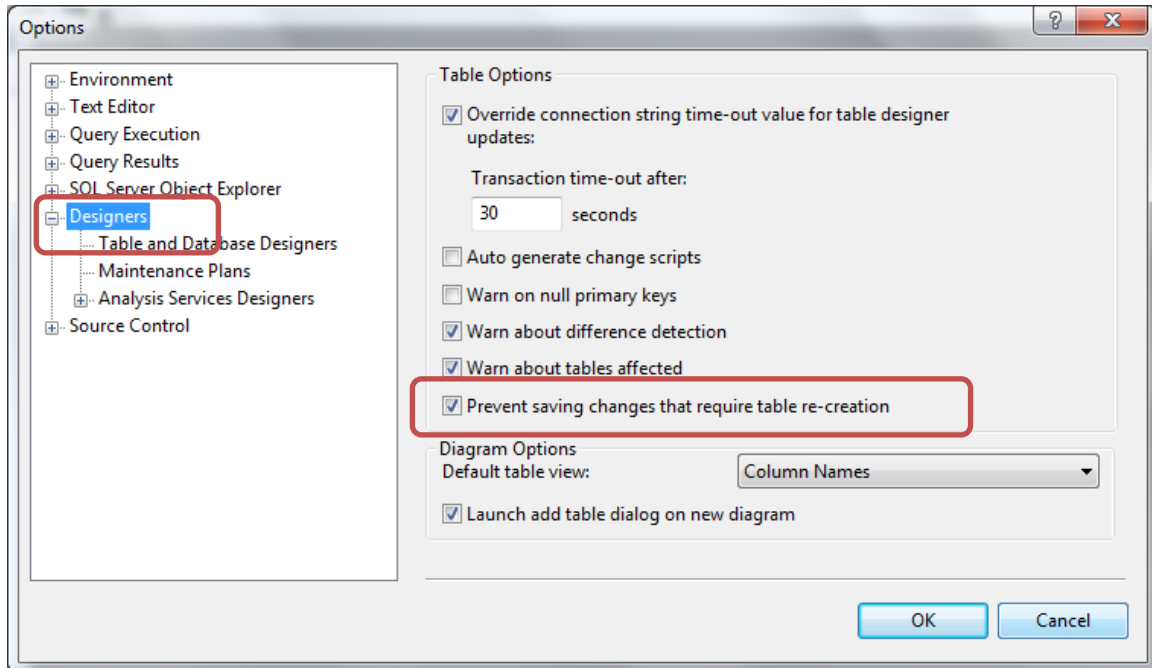 Options
Environment
Text Editor
Query Execution
Query Results
SQL Server Object Explorer
Designers
Table and Database Designers
Maintenance Plans
Analysis Services Designers
Source Control
Table Options
Override connection string time-out value for table designer
updates:
Transaction time-out after:
30 seconds
Auto generate change scripts
Warn on null primary keys
Warn about difference detection
Warn about tables affected
Prevent saving changes that require table re-creation
Diagram Options
Default table view: Column Names
Launch add table dialog on new diagram
OK Cancel